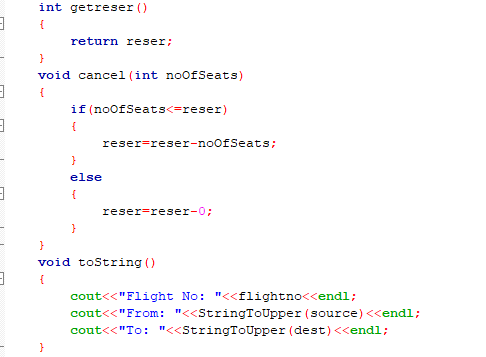 int getreser()
{
return reser;
}
void cancel(int noOfSeats)
{
if(noOfSeats<=reser)
{
reser=reser-noOfSeats;
}
else
{
reser=reser-0;
}
}
void toString()
{
cout<<"Flight No: "<<flightno<<endl;
cout<<"From: "<<StringToUpper(source)<<endl;
cout<<"To: "<<StringToUpper(dest)<<endl;
}